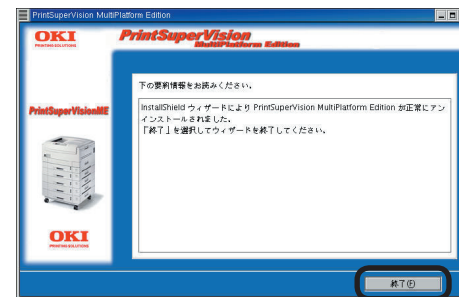 PrintSuperVision MultiPlatform Edition
OKI
PRINTING SOLUTIONS
PrintSuperVision
MultiPlatform Edition
下の要約情報をお読みください。
PrintSuperVisionME
InstallShield ウィザードにより PrintSuperVision MultiPlatform Edition が正常にアン
インストールされました。
「終了」を選択してウィザードを終了してください。
OKI
PRINTING SOLUTIONS
終了(F)